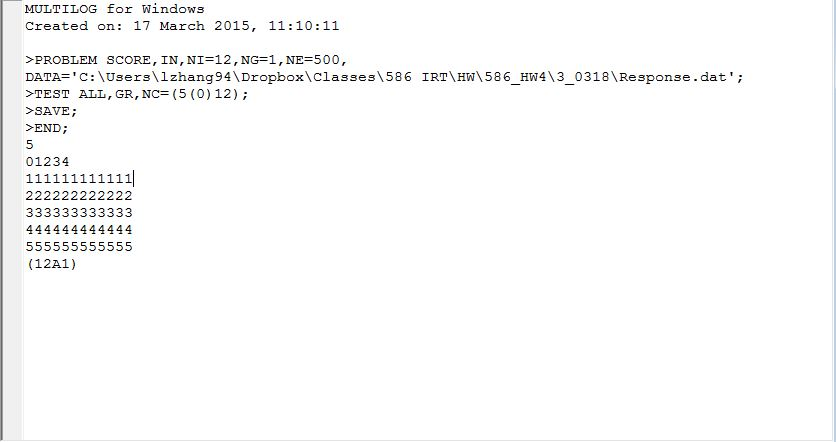 MULTILOG for Windows
Created on: 17 March 2015, 11:10:11
>PROBLEM SCORE,IN,NI=12,NG=1,NE=500,
DATA='C:\Users\lzhang94\Dropbox\Classes\586 IRT\HW\586_HW4\3_0318\Response.dat';
>TEST ALL,GR,NC=(5(0)12);
>SAVE;
>END;
5
01234
111111111111
222222222222
333333333333
444444444444
555555555555
(12A1)